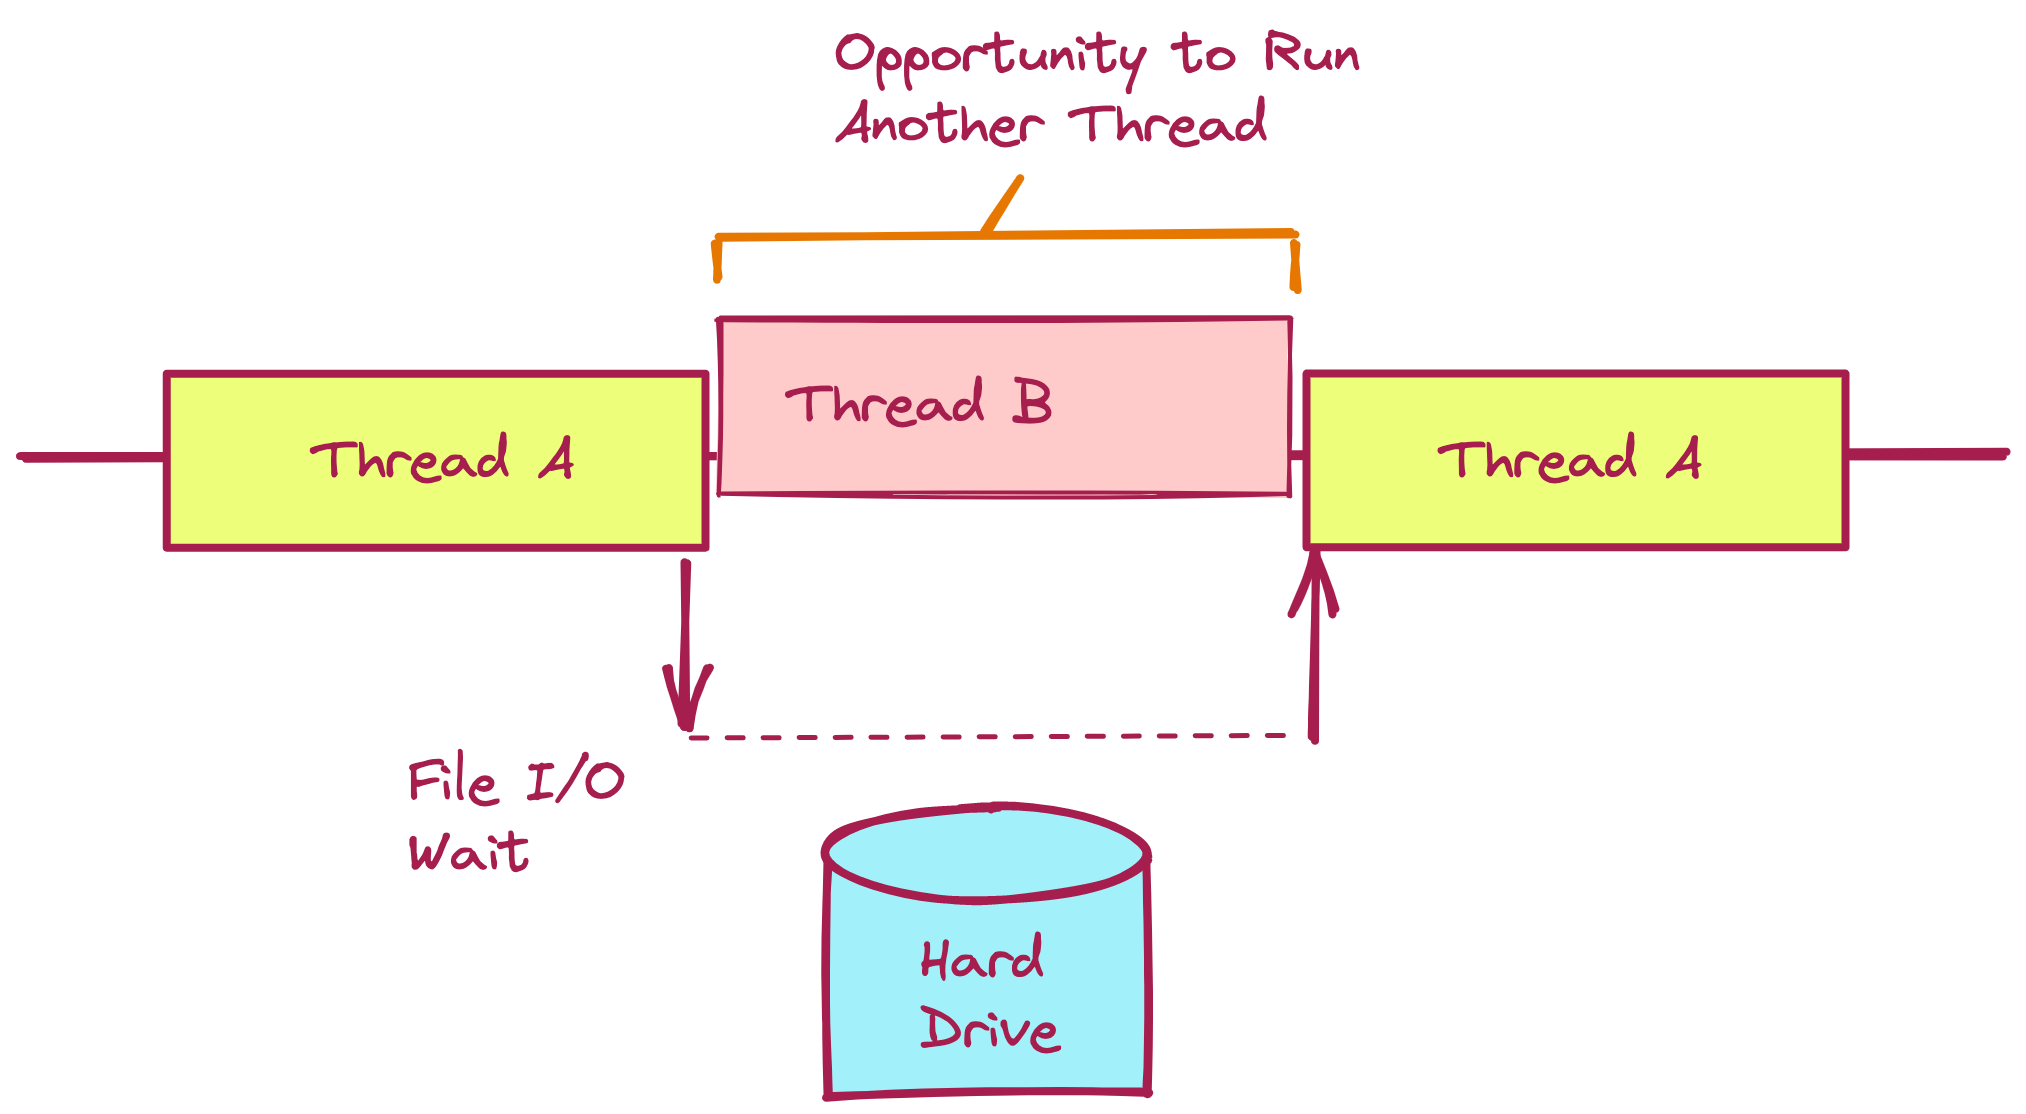 Opportunity to Run
Another Thread
Thread B
Thread A
Thread A
File I/O
Wait
Hard
Drive